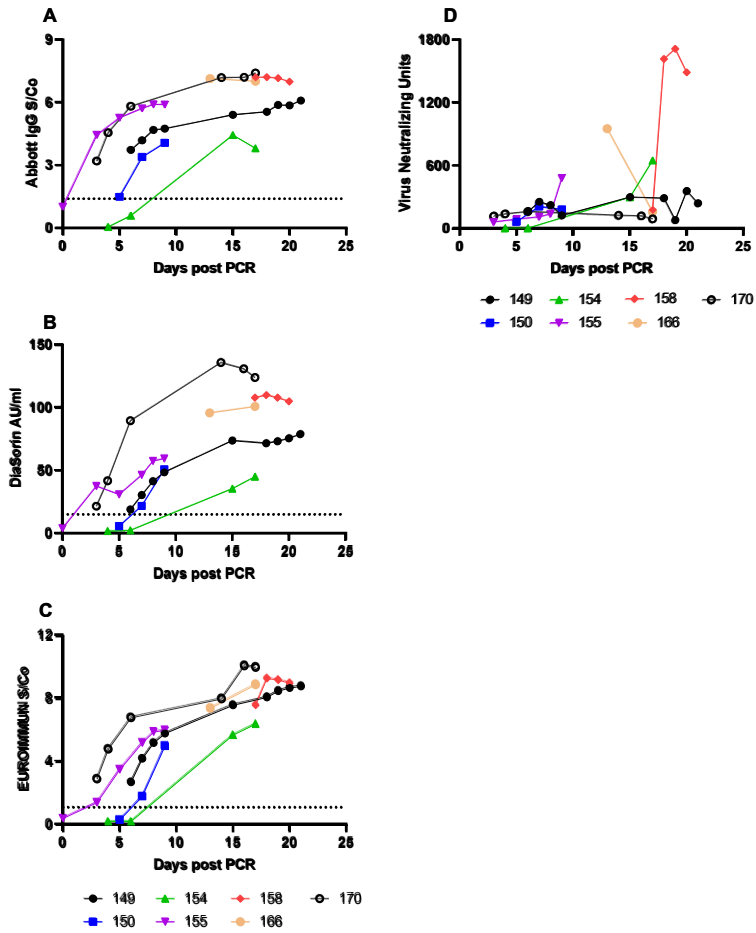 A
Abbott IgG S/Co
9
6
3
0
0 5 10 15 20 25
Days post PCR
D
Virus Neutralizing Units
1800
1200
600
0
0 5 10 15 20 25
Days post PCR
149 154 158 170
150 155 166
B
DiaSorin AU/ml
150
100
50
0
0 5 10 15 20 25
Days post PCR
C
EUROIMMUN S/Co
12
8
4
0
0 5 10 15 20 25
Days post PCR
149 154 158 170
150 155 166